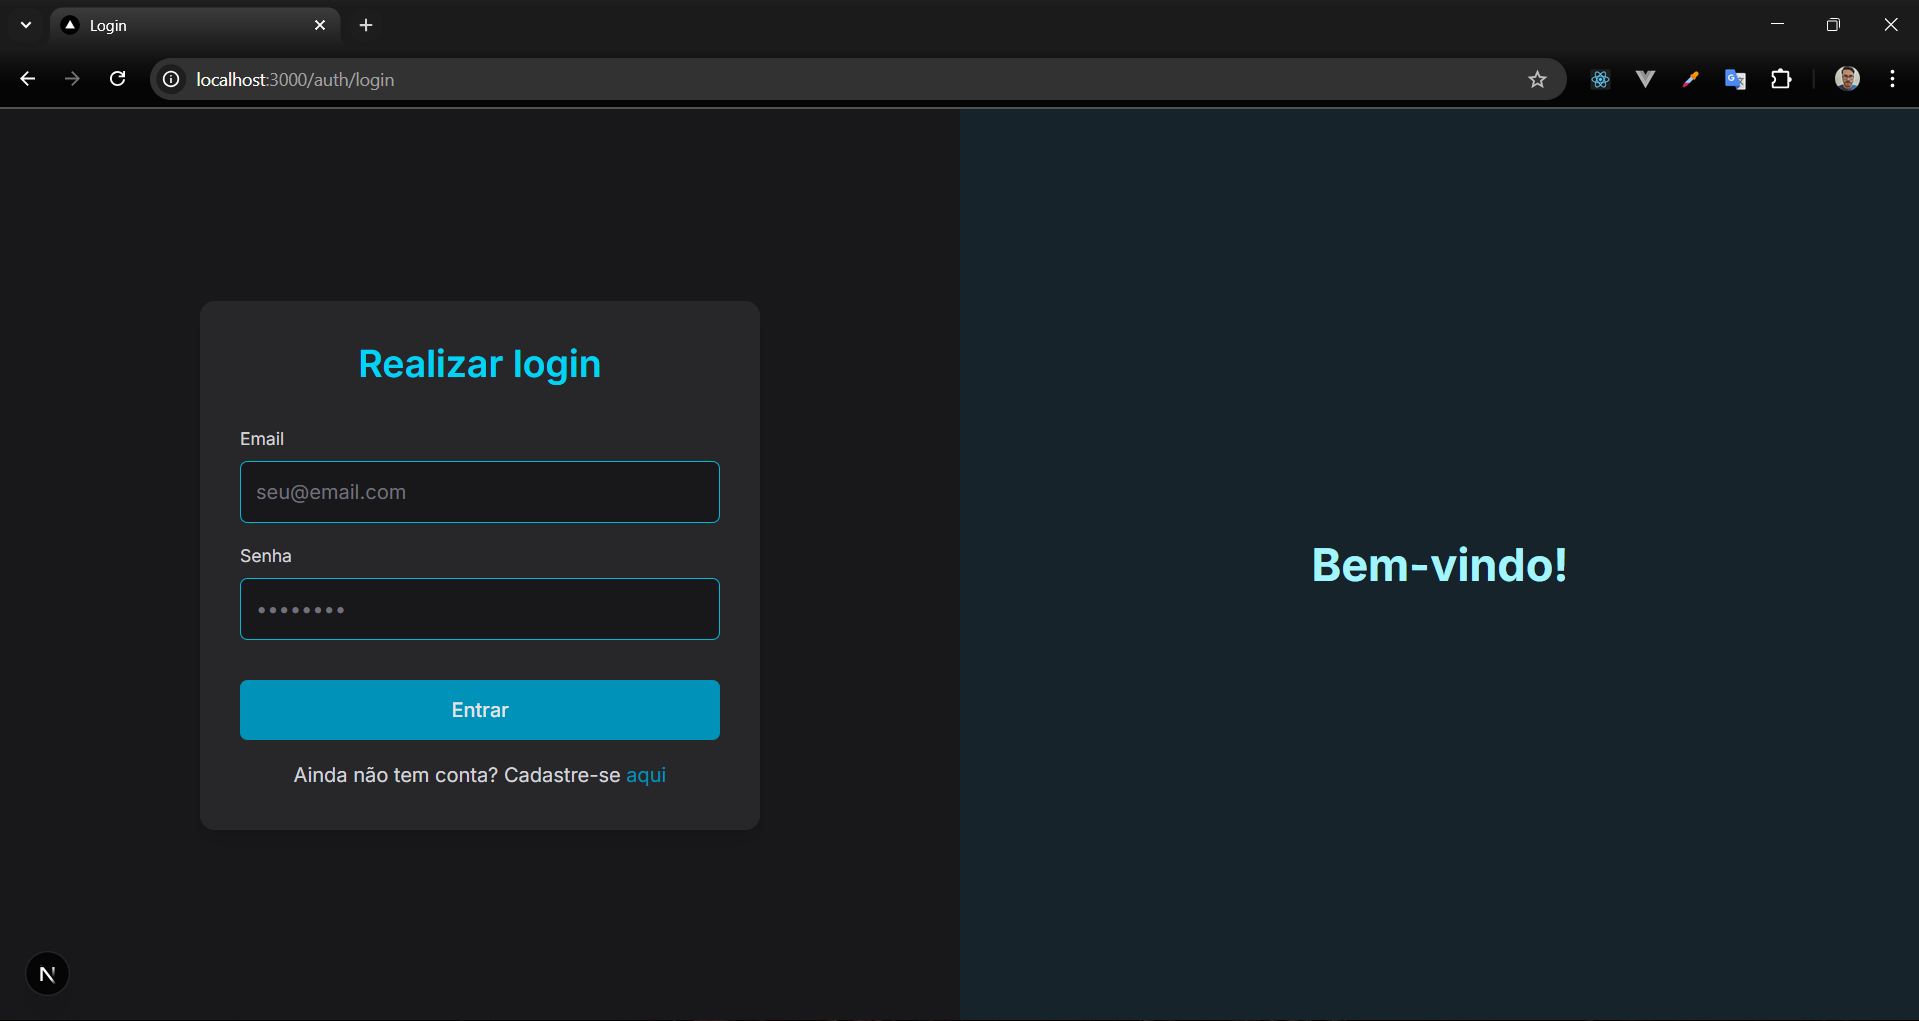 Login
localhost:3000/auth/login
Realizar login
Email
seu@email.com
Senha
••••••••
Entrar
Ainda não tem conta? Cadastre-se aqui
Bem-vindo!
N